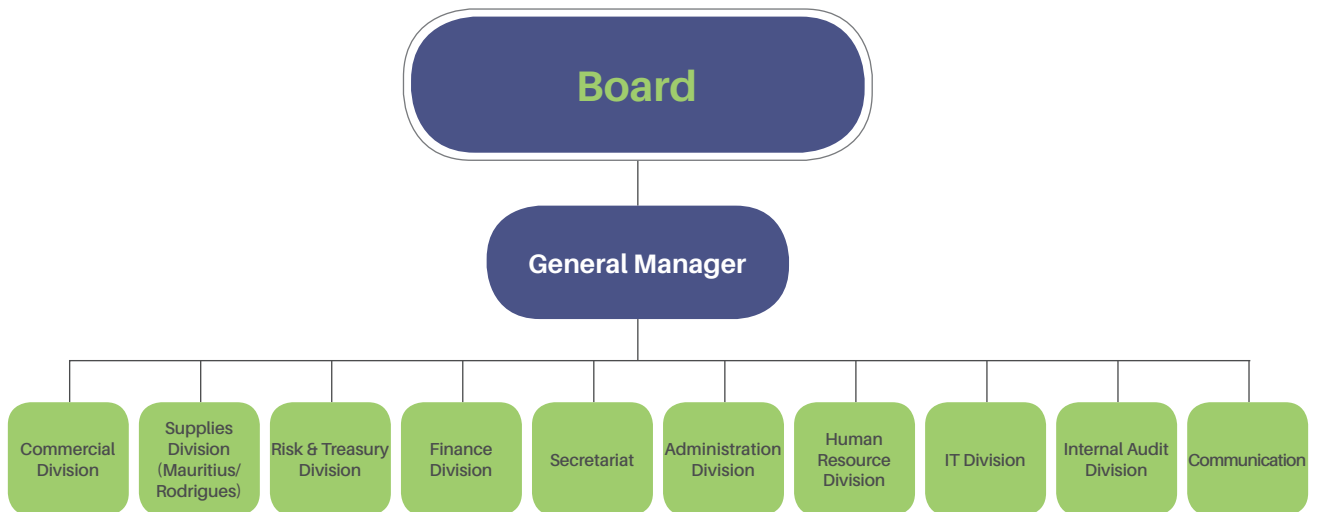 Board
General Manager
Commercial
Division
Supplies
Division
(Mauritius/
Rodrigues)
Risk & Treasury
Division
Finance
Division
Secretariat
Administration
Division
Human
Resource
Division
IT Division
Internal Audit
Division
Communication